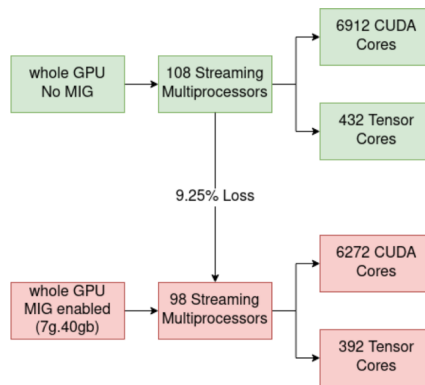 6912 CUDA
Cores
whole GPU
No MIG
108 Streaming
Multiprocessors
432 Tensor
Cores
9.25% Loss
6272 CUDA
Cores
whole GPU
MIG enabled
(7g.40gb)
98 Streaming
Multiprocessors
392 Tensor
Cores